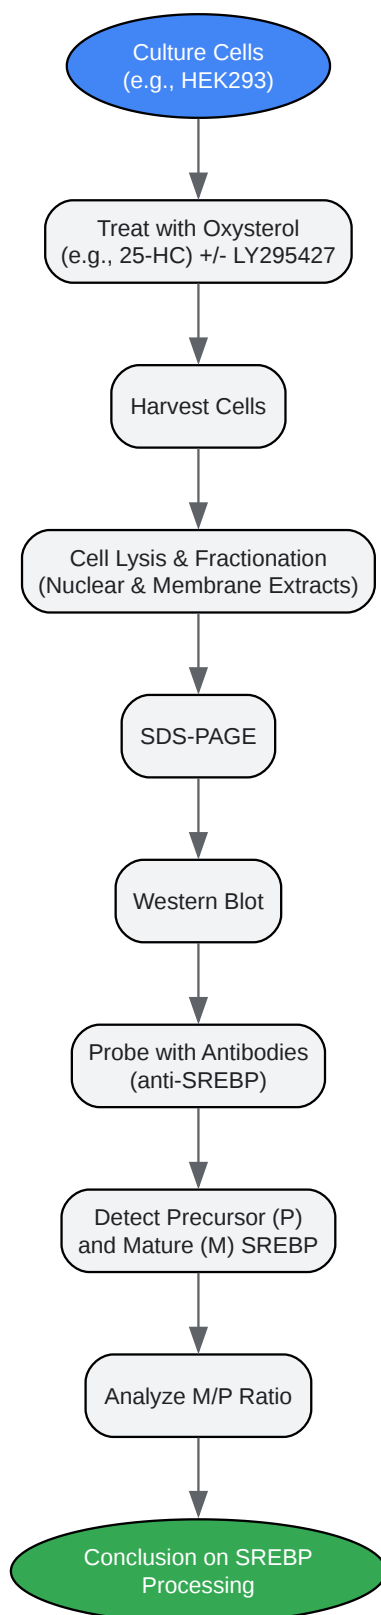 Culture Cells
(e.g., HEK293)
Treat with Oxysterol
(e.g., 25-HC) +/- LY295427
Harvest Cells
Cell Lysis & Fractionation
(Nuclear & Membrane Extracts)
SDS-PAGE
Western Blot
Probe with Antibodies
(anti-SREBP)
Detect Precursor (P)
and Mature (M) SREBP
Analyze M/P Ratio
Conclusion on SREBP
Processing